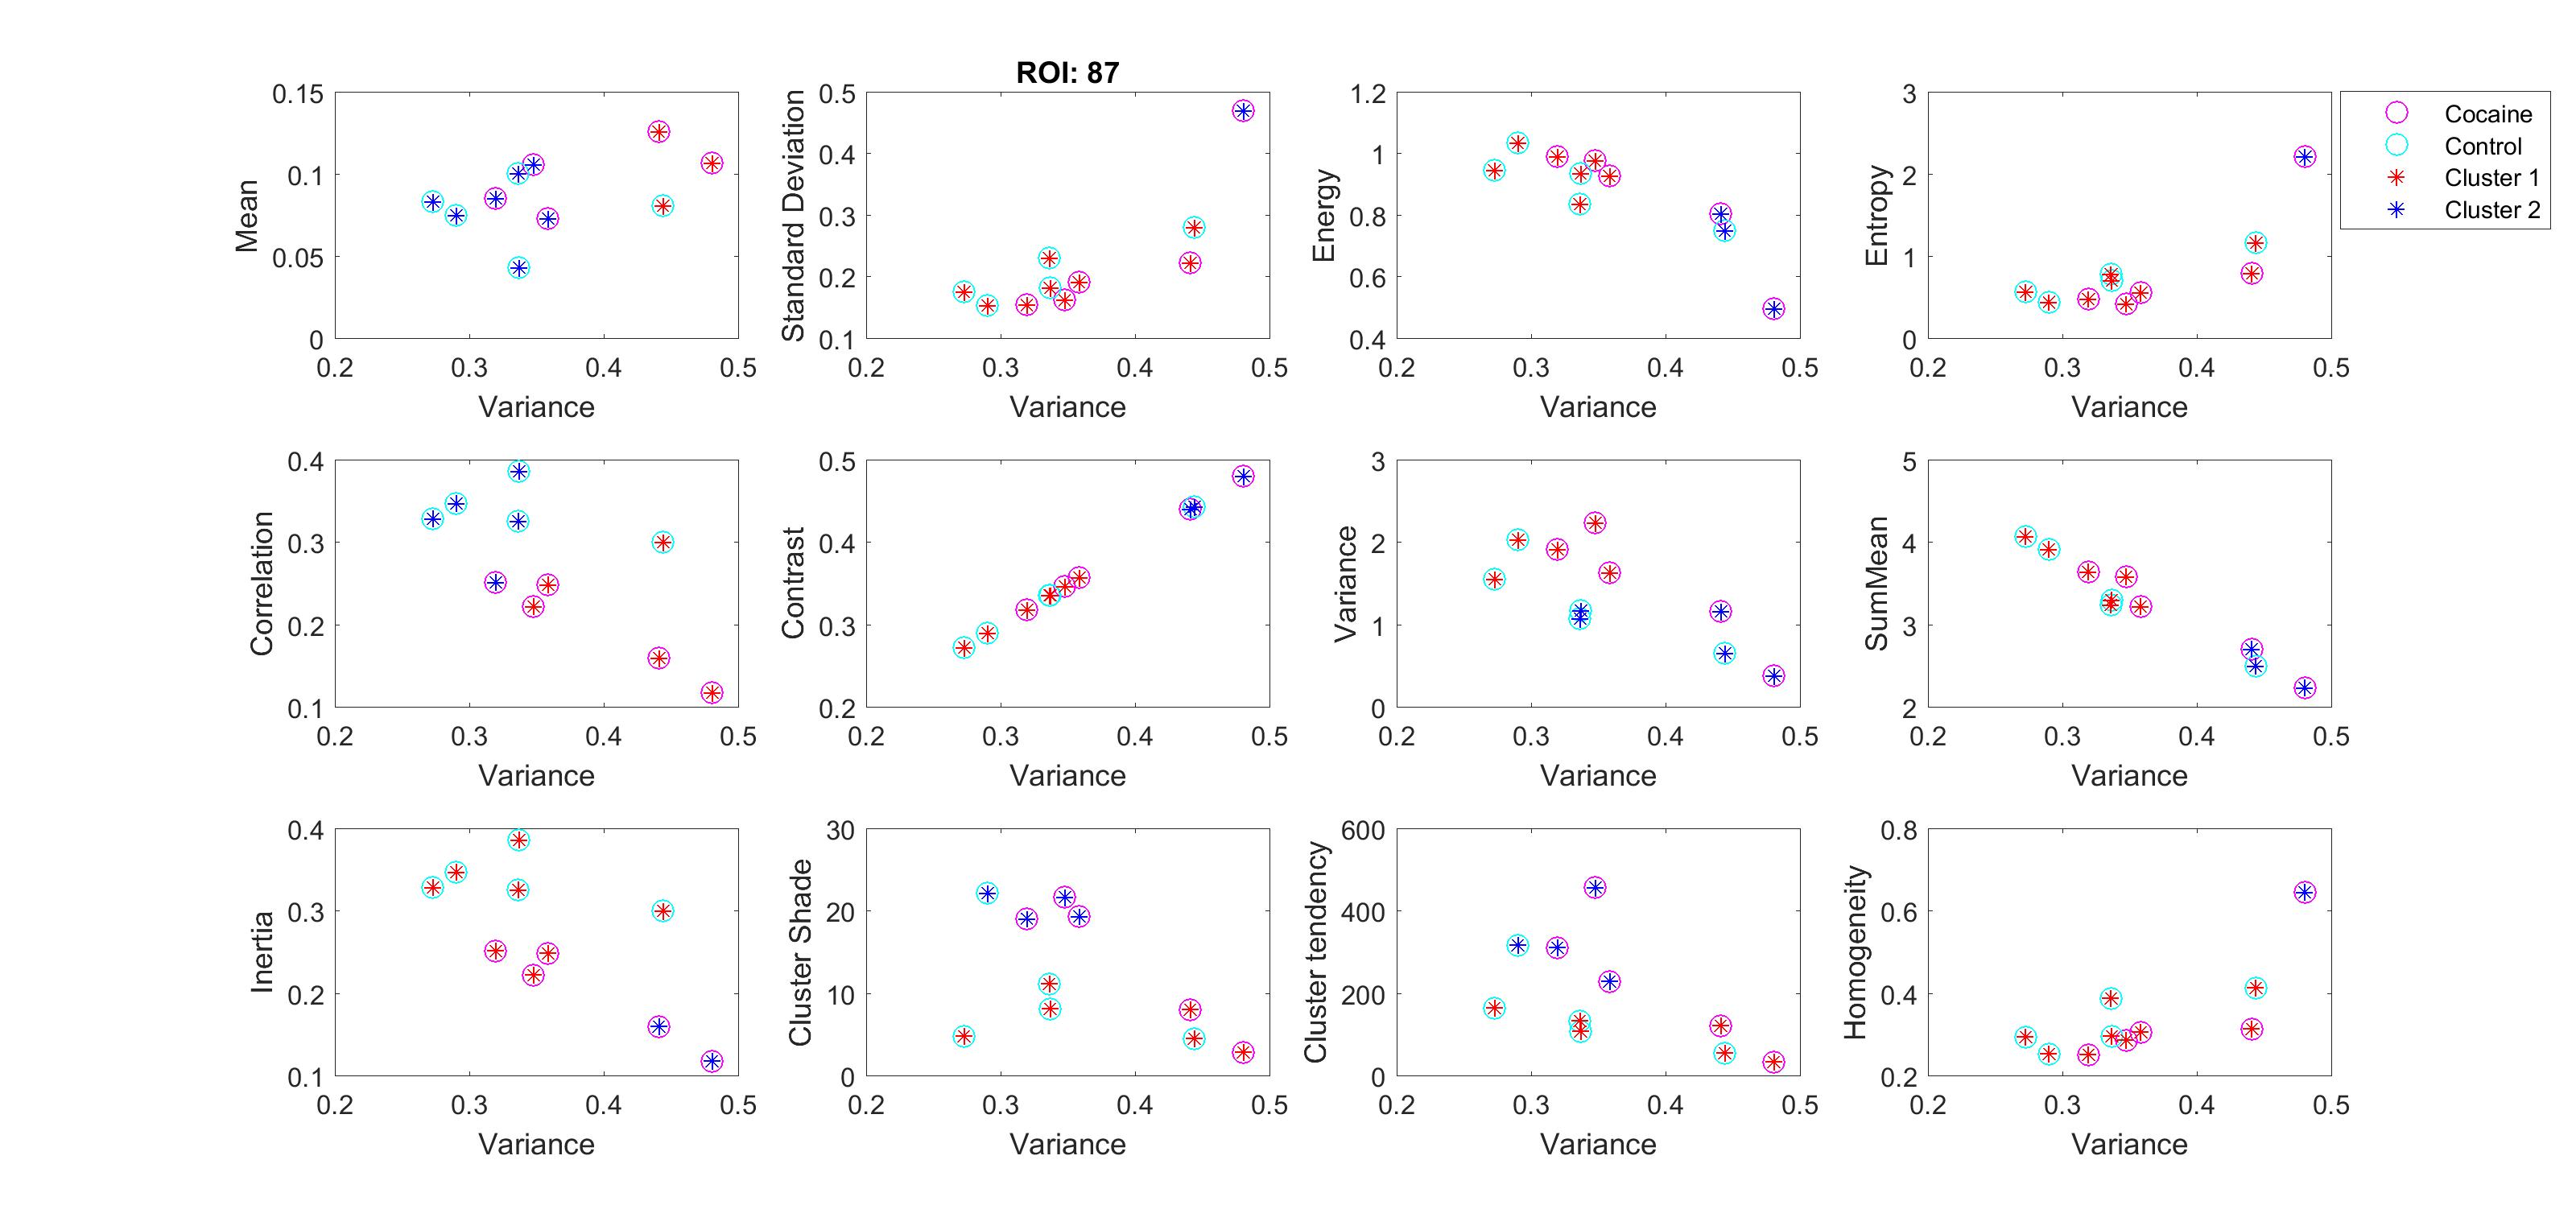 ROI: 87
Mean
0.15
0.1
0.05
0
0.2 0.3 0.4 0.5
Variance
Standard Deviation
0.5
0.4
0.3
0.2
0.1
0.2 0.3 0.4 0.5
Variance
Energy
1.2
1
0.8
0.6
0.4
0.2 0.3 0.4 0.5
Variance
Entropy
3
2
1
0
0.2 0.3 0.4 0.5
Variance
Cocaine
Control
Cluster 1
Cluster 2
Correlation
0.4
0.3
0.2
0.1
0.2 0.3 0.4 0.5
Variance
Contrast
0.5
0.4
0.3
0.2
0.2 0.3 0.4 0.5
Variance
Variance
3
2
1
0
0.2 0.3 0.4 0.5
Variance
SumMean
5
4
3
2
0.2 0.3 0.4 0.5
Variance
Inertia
0.4
0.3
0.2
0.1
0.2 0.3 0.4 0.5
Variance
Cluster Shade
30
20
10
0
0.2 0.3 0.4 0.5
Variance
Cluster tendency
600
400
200
0
0.2 0.3 0.4 0.5
Variance
Homogeneity
0.8
0.6
0.4
0.2
0.2 0.3 0.4 0.5
Variance